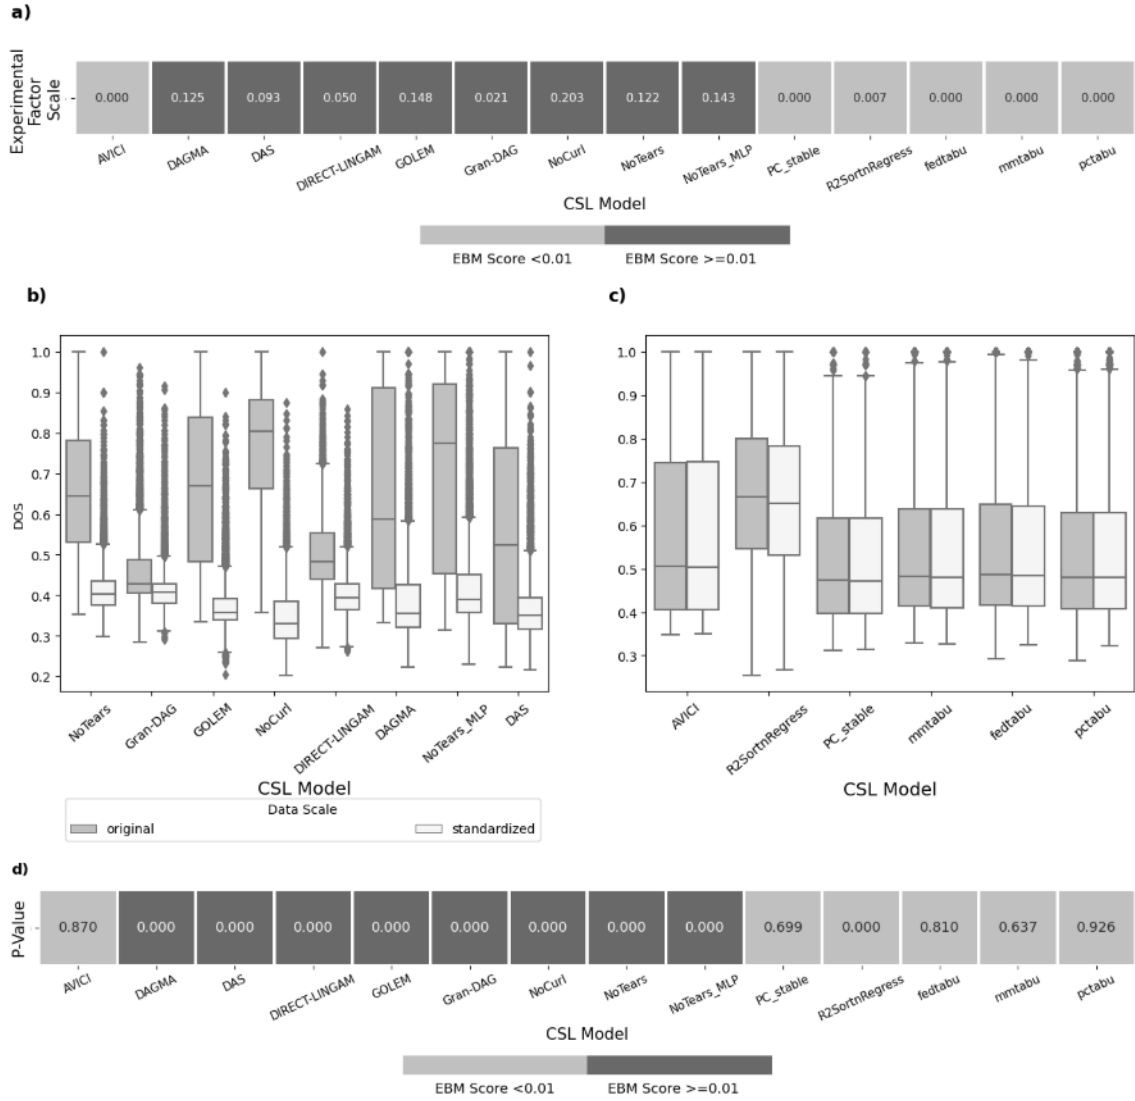 a)
Experimental
Factor
Scale
0.000 0.125 0.093 0.050 0.148 0.021 0.203 0.122 0.143 0.000 0.007 0.000 0.000 0.000
AVICI DAGMA DAS DIRECT-LINGAM GOLEM Gran-DAG NoCurl NoTears NoTears_MLP PC_stable R2SortnRegress fedtabu mmtabu pctabu
CSL Model
EBM Score <0.01 EBM Score >=0.01
b)
1.0
0.9
0.8
0.7
0.6
0.5
0.4
0.3
0.2
DOS
NoTears Gran-DAG GOLEM NoCurl DIRECT-LINGAM DAGMA NoTears_MLP DAS
CSL Model
Data Scale
original standardized
c)
1.0
0.9
0.8
0.7
0.6
0.5
0.4
0.3
AVICI R2SortnRegress PC_stable mmtabu fedtabu pctabu
CSL Model
d)
P-Value
0.870 0.000 0.000 0.000 0.000 0.000 0.000 0.000 0.000 0.699 0.000 0.810 0.637 0.926
AVICI DAGMA DAS DIRECT-LINGAM GOLEM Gran-DAG NoCurl NoTears NoTears_MLP PC_stable R2SortnRegress fedtabu mmtabu pctabu
CSL Model
EBM Score <0.01 EBM Score >=0.01